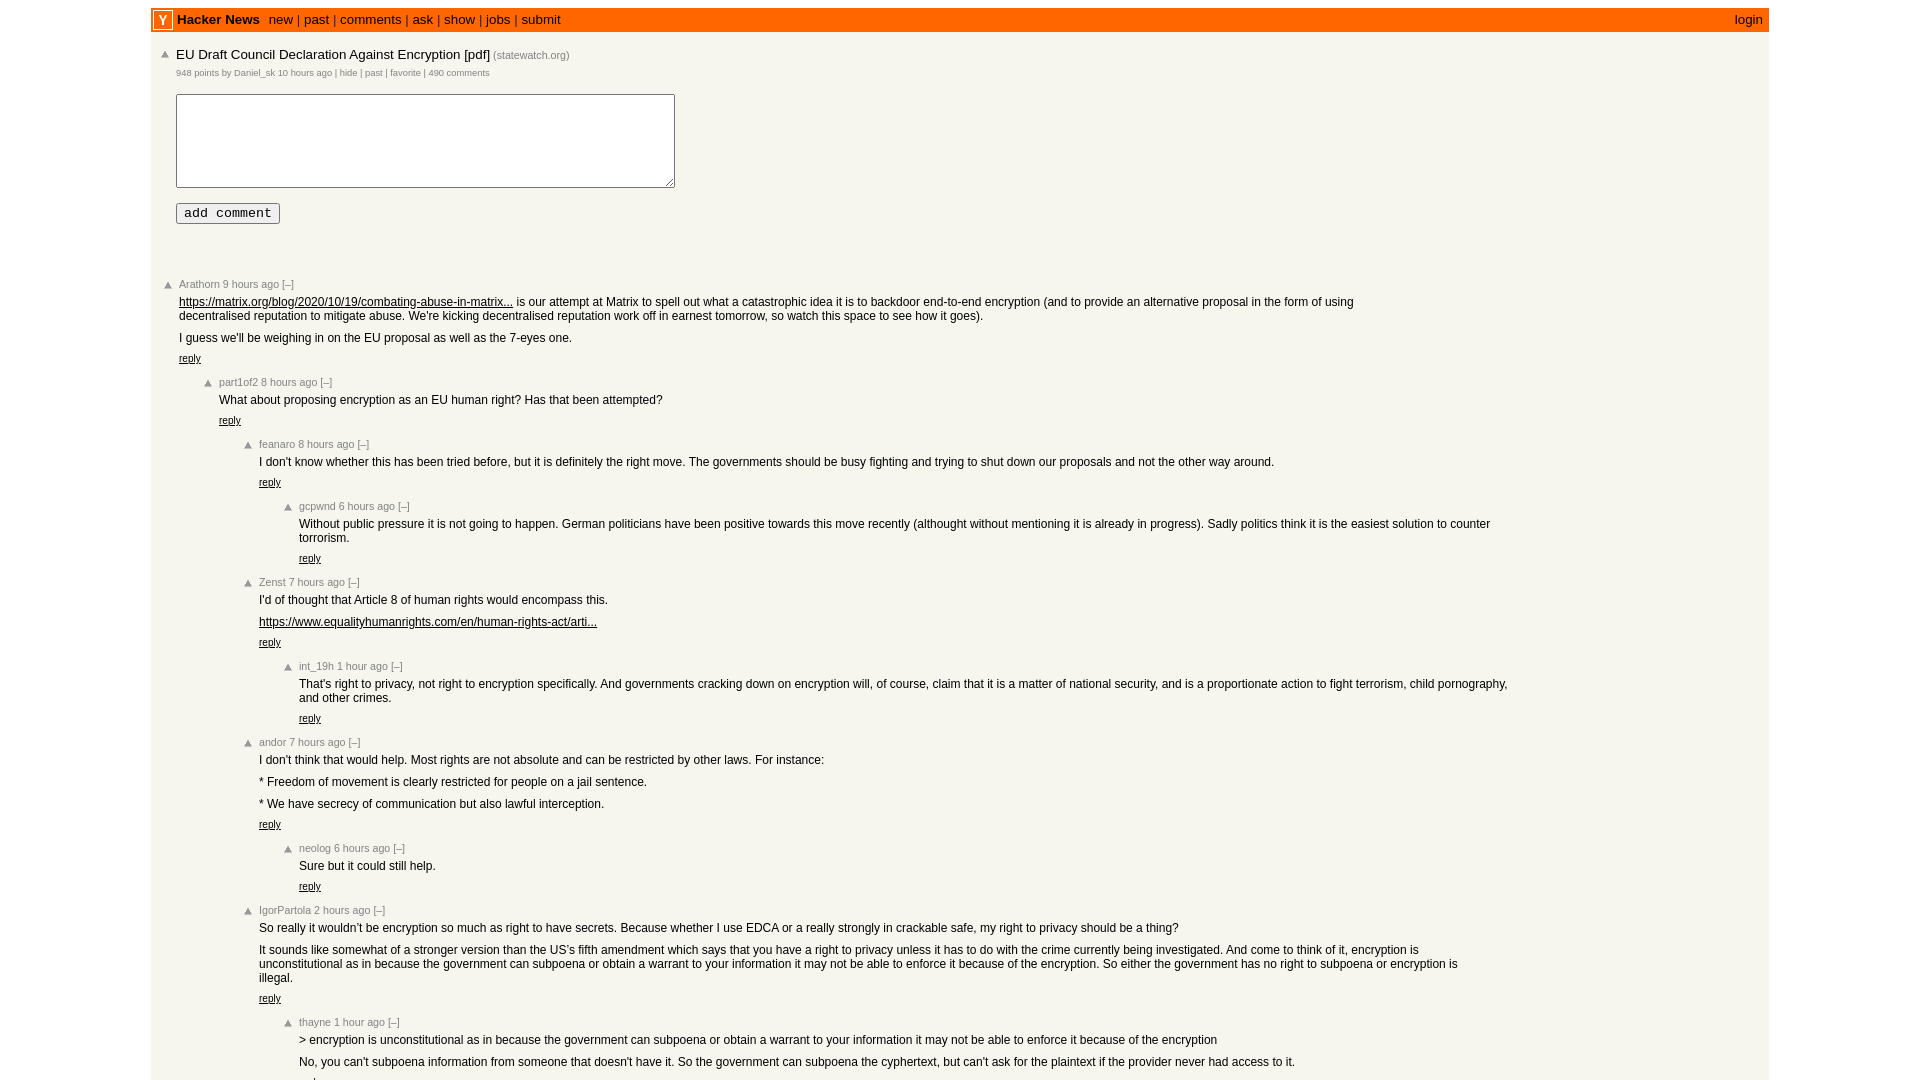 Y Hacker News new | past | comments | ask | show | jobs | submit login
EU Draft Council Declaration Against Encryption [pdf] (statewatch.org)
948 points by Daniel_sk 10 hours ago | hide | past | favorite | 490 comments
add comment
Arathorn 9 hours ago [–]
https://matrix.org/blog/2020/10/19/combating-abuse-in-matrix... is our attempt at Matrix to spell out what a catastrophic idea it is to backdoor end-to-end encryption (and to provide an alternative proposal in the form of using
decentralised reputation to mitigate abuse. We're kicking decentralised reputation work off in earnest tomorrow, so watch this space to see how it goes).
I guess we'll be weighing in on the EU proposal as well as the 7-eyes one.
reply
part1of2 8 hours ago [–]
What about proposing encryption as an EU human right? Has that been attempted?
reply
feanaro 8 hours ago [–]
I don't know whether this has been tried before, but it is definitely the right move. The governments should be busy fighting and trying to shut down our proposals and not the other way around.
reply
gcpwnd 6 hours ago [–]
Without public pressure it is not going to happen. German politicians have been positive towards this move recently (althought without mentioning it is already in progress). Sadly politics think it is the easiest solution to counter
torrorism.
reply
Zenst 7 hours ago [–]
I'd of thought that Article 8 of human rights would encompass this.
https://www.equalityhumanrights.com/en/human-rights-act/arti...
reply
int_19h 1 hour ago [–]
That's right to privacy, not right to encryption specifically. And governments cracking down on encryption will, of course, claim that it is a matter of national security, and is a proportionate action to fight terrorism, child pornography,
and other crimes.
reply
andor 7 hours ago [–]
I don't think that would help. Most rights are not absolute and can be restricted by other laws. For instance:
* Freedom of movement is clearly restricted for people on a jail sentence.
* We have secrecy of communication but also lawful interception.
reply
neolog 6 hours ago [–]
Sure but it could still help.
reply
IgorPartola 2 hours ago [–]
So really it wouldn’t be encryption so much as right to have secrets. Because whether I use EDCA or a really strongly in crackable safe, my right to privacy should be a thing?
It sounds like somewhat of a stronger version than the US’s fifth amendment which says that you have a right to privacy unless it has to do with the crime currently being investigated. And come to think of it, encryption is
unconstitutional as in because the government can subpoena or obtain a warrant to your information it may not be able to enforce it because of the encryption. So either the government has no right to subpoena or encryption is
illegal.
reply
thayne 1 hour ago [–]
> encryption is unconstitutional as in because the government can subpoena or obtain a warrant to your information it may not be able to enforce it because of the encryption
No, you can't subpoena information from someone that doesn't have it. So the government can subpoena the cyphertext, but can't ask for the plaintext if the provider never had access to it.